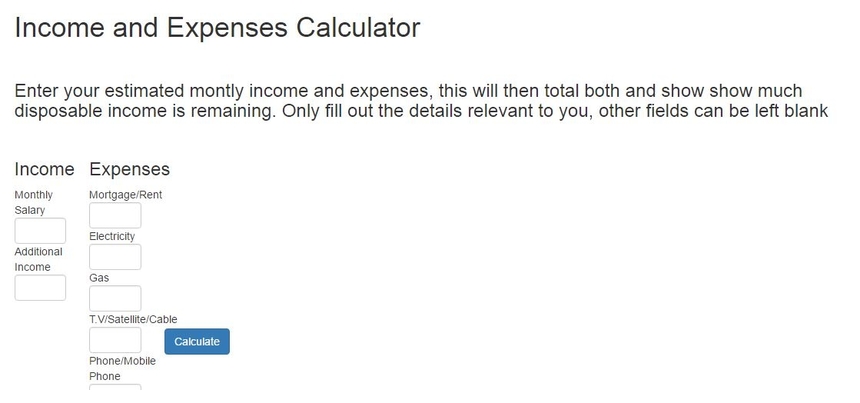 Income and Expenses Calculator
Enter your estimated montly income and expenses, this will then total both and show show much
disposable income is remaining. Only fill out the details relevant to you, other fields can be left blank
Income
Monthly
Salary
Additional
Income
Expenses
Mortgage/Rent
Electricity
Gas
T.V/Satellite/Cable
Phone/Mobile
Phone
Calculate